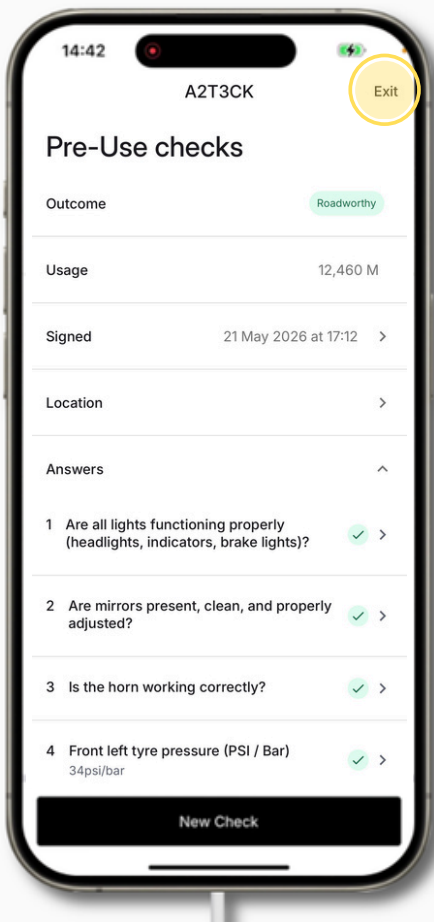 14:42
A2T3CK
Exit
Pre-Use checks
Outcome
Roadworthy
Usage
12,460 M
Signed
21 May 2026 at 17:12
Location
Answers
1 Are all lights functioning properly
(headlights, indicators, brake lights)?
2 Are mirrors present, clean, and properly
adjusted?
3 Is the horn working correctly?
4 Front left tyre pressure (PSI / Bar)
34psi/bar
New Check